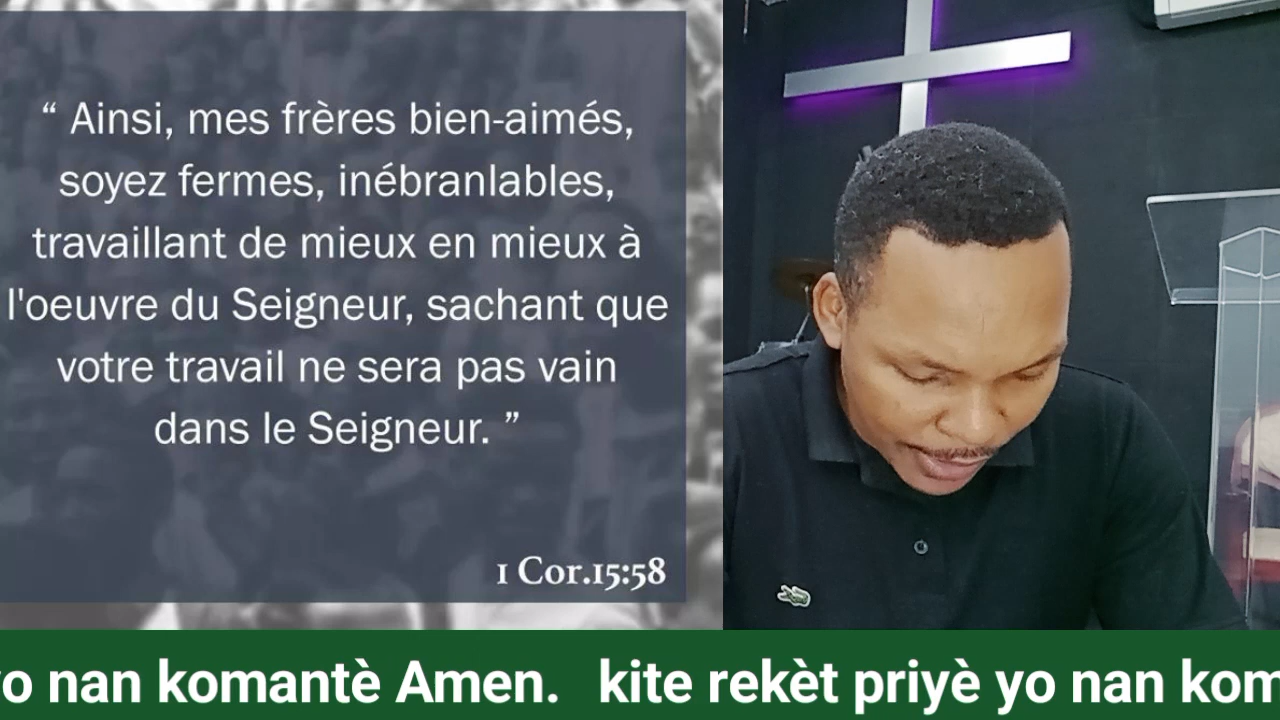 “ Ainsi, mes frères bien-aimés,
soyez fermes, inébranlables,
travaillant de mieux en mieux à
l'oeuvre du Seigneur, sachant que
votre travail ne sera pas vain
dans le Seigneur. ”
1 Cor.15:58
yo nan komantè Amen. kite rekèt priyè yo nan kom